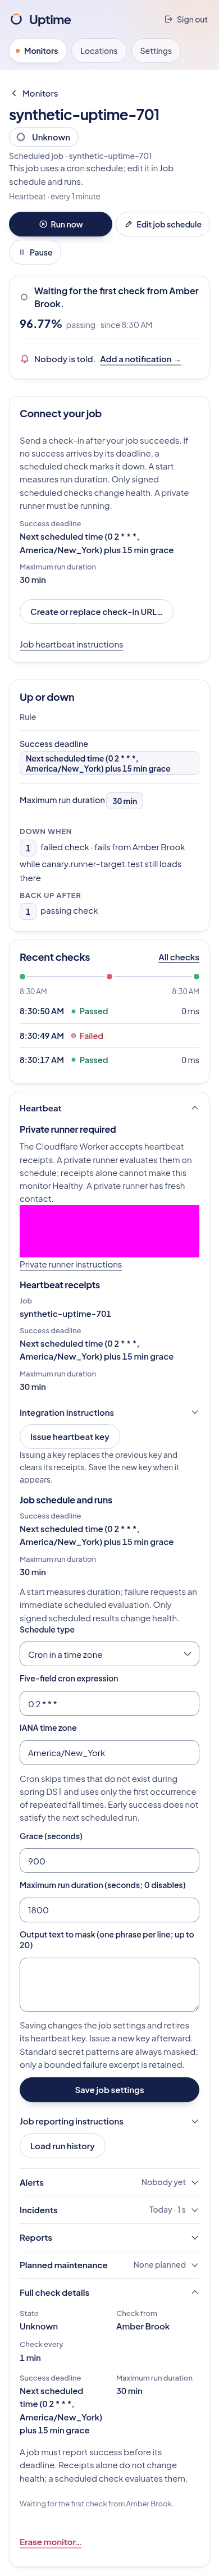 Uptime
Sign out
Monitors
Locations
Settings
Monitors
synthetic-uptime-701
Unknown
Scheduled job · synthetic-uptime-701
This job uses a cron schedule; edit it in Job
schedule and runs.
Heartbeat · every 1 minute
Run now
Edit job schedule
Pause
Waiting for the first check from Amber
Brook.
96.77% passing · since 8:30 AM
Nobody is told. Add a notification →
Connect your job
Send a check-in after your job succeeds. If
no success arrives by its deadline, a
scheduled check marks it down. A start
measures run duration. Only signed
scheduled checks change health. A private
runner must be running.
Success deadline
Next scheduled time (0 2 * * *,
America/New_York) plus 15 min grace
Maximum run duration
30 min
Create or replace check-in URL…
Job heartbeat instructions
Up or down
Rule
Success deadline
Next scheduled time (0 2 * * *,
America/New_York) plus 15 min grace
Maximum run duration 30 min
DOWN WHEN
1 failed check · fails from Amber Brook
while canary.runner-target.test still loads
there
BACK UP AFTER
1 passing check
Recent checks
All checks
8:30 AM
8:30 AM
8:30:50 AM Passed 0 ms
8:30:49 AM Failed
8:30:17 AM Passed 0 ms
Heartbeat
Private runner required
The Cloudflare Worker accepts heartbeat
receipts. A private runner evaluates them on
schedule; receipts alone cannot make this
monitor Healthy. A private runner has fresh
contact.
Private runner instructions
Heartbeat receipts
Job
synthetic-uptime-701
Success deadline
Next scheduled time (0 2 * * *,
America/New_York) plus 15 min grace
Maximum run duration
30 min
Integration instructions
Issue heartbeat key
Issuing a key replaces the previous key and
clears its receipts. Save the new key when it
appears.
Job schedule and runs
Success deadline
Next scheduled time (0 2 * * *,
America/New_York) plus 15 min grace
Maximum run duration
30 min
A start measures duration; failure requests an
immediate scheduled evaluation. Only
signed scheduled results change health.
Schedule type
Cron in a time zone
Five-field cron expression
0 2 * * *
IANA time zone
America/New_York
Cron skips times that do not exist during
spring DST and uses only the first occurrence
of repeated fall times. Early success does not
satisfy the next scheduled run.
Grace (seconds)
900
Maximum run duration (seconds; 0 disables)
1800
Output text to mask (one phrase per line; up to
20)
Saving changes the job settings and retires
its heartbeat key. Issue a new key afterward.
Standard secret patterns are always masked;
only a bounded failure excerpt is retained.
Save job settings
Job reporting instructions
Load run history
Alerts
Nobody yet
Incidents
Today · 1 s
Reports
Planned maintenance
None planned
Full check details
State
Unknown
Check from
Amber Brook
Check every
1 min
Success deadline
Next scheduled
time (0 2 * * *,
America/New_York)
plus 15 min grace
Maximum run duration
30 min
A job must report success before its
deadline. Receipts alone do not change
health; a scheduled check evaluates them.
Waiting for the first check from Amber Brook.
Erase monitor…